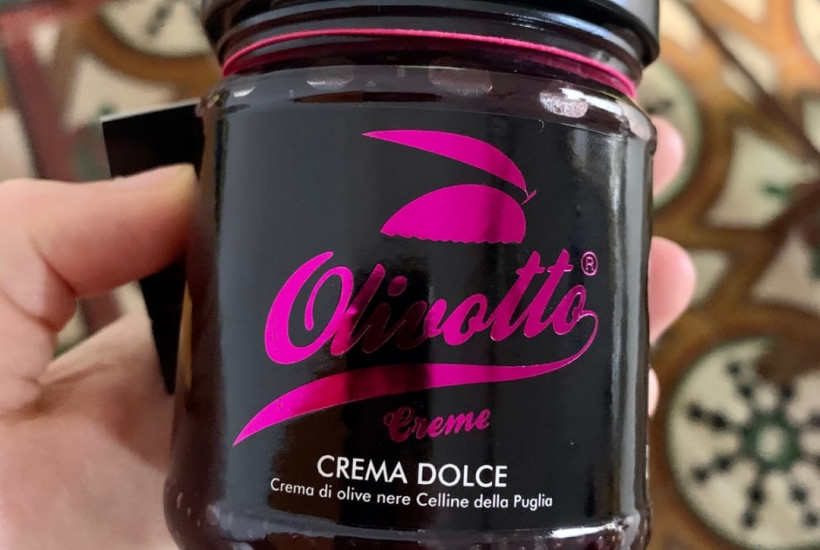 Olivotto®
Creme
CREMA DOLCE
Crema di olive nere Celline della Puglia